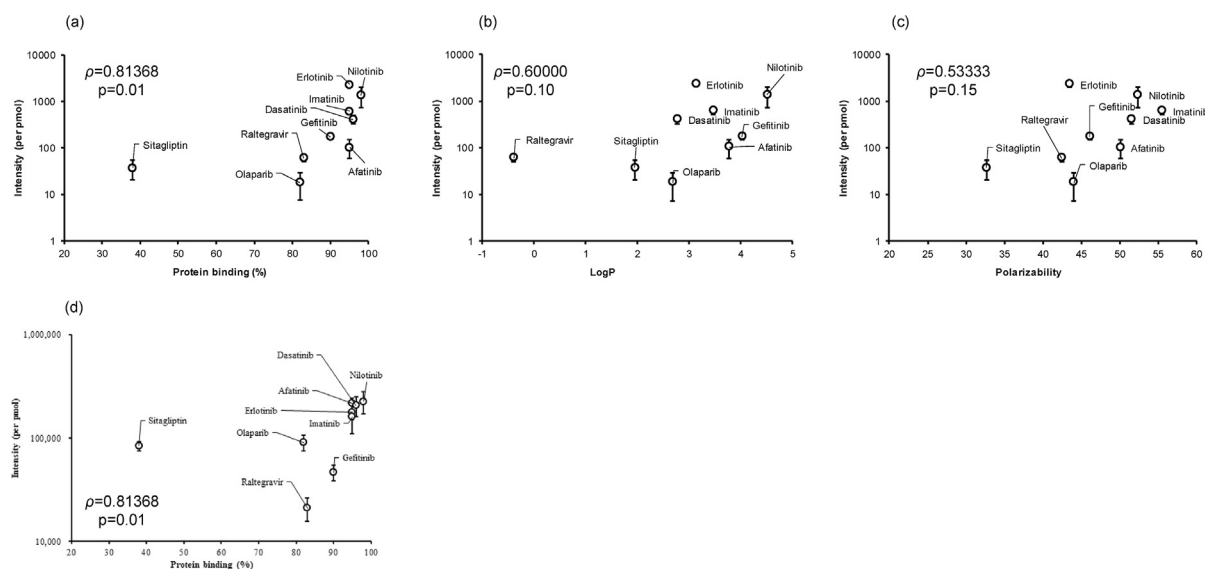 (a)
ρ=0.81368
p=0.01
10000
1000
100
10
1
Intensity (per pmol)
Nilotinib
Erlotinib
Imatinib
Dasatinib
Gefitinib
Raltegravir
Sitagliptin
Afatinib
Olaparib
20 30 40 50 60 70 80 90 100
Protein binding (%)
(b)
ρ=0.60000
p=0.10
10000
1000
100
10
1
Intensity (per pmol)
Nilotinib
Erlotinib
Imatinib
Dasatinib
Gefitinib
Raltegravir
Sitagliptin
Afatinib
Olaparib
-1 0 1 2 3 4 5
LogP
(c)
ρ=0.53333
p=0.15
10000
1000
100
10
1
Intensity (per pmol)
Erlotinib
Nilotinib
Gefitinib
Imatinib
Raltegravir
Dasatinib
Sitagliptin
Afatinib
Olaparib
20 25 30 35 40 45 50 55 60
Polarizability
(d)
1,000,000
100,000
10,000
Intensity (per pmol)
Dasatinib
Nilotinib
Afatinib
Erlotinib
Sitagliptin
Imatinib
Olaparib
Gefitinib
Raltegravir
ρ=0.81368
p=0.01
20 30 40 50 60 70 80 90 100
Protein binding (%)